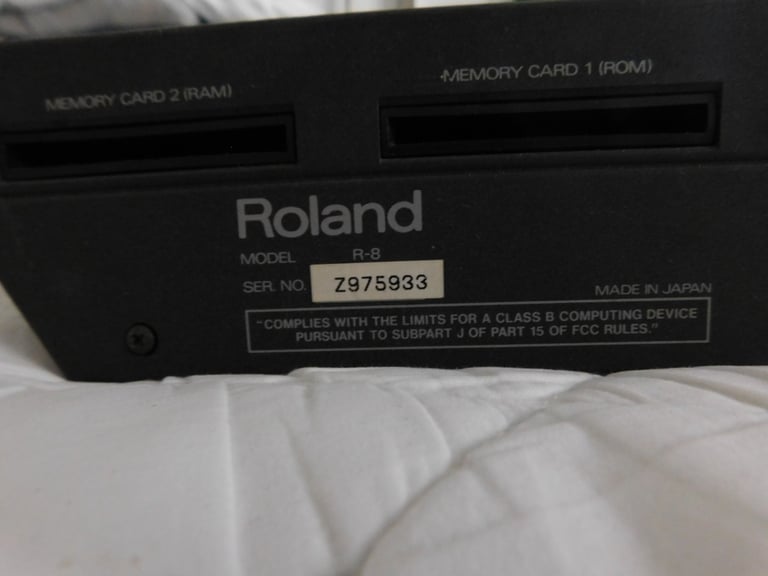 MEMORY CARD 2 (RAM)
MEMORY CARD 1 (ROM)
Roland
MODEL R-8
SER. NO. Z975933
MADE IN JAPAN
"COMPLIES WITH THE LIMITS FOR A CLASS B COMPUTING DEVICE
PURSUANT TO SUBPART J OF PART 15 OF FCC RULES."